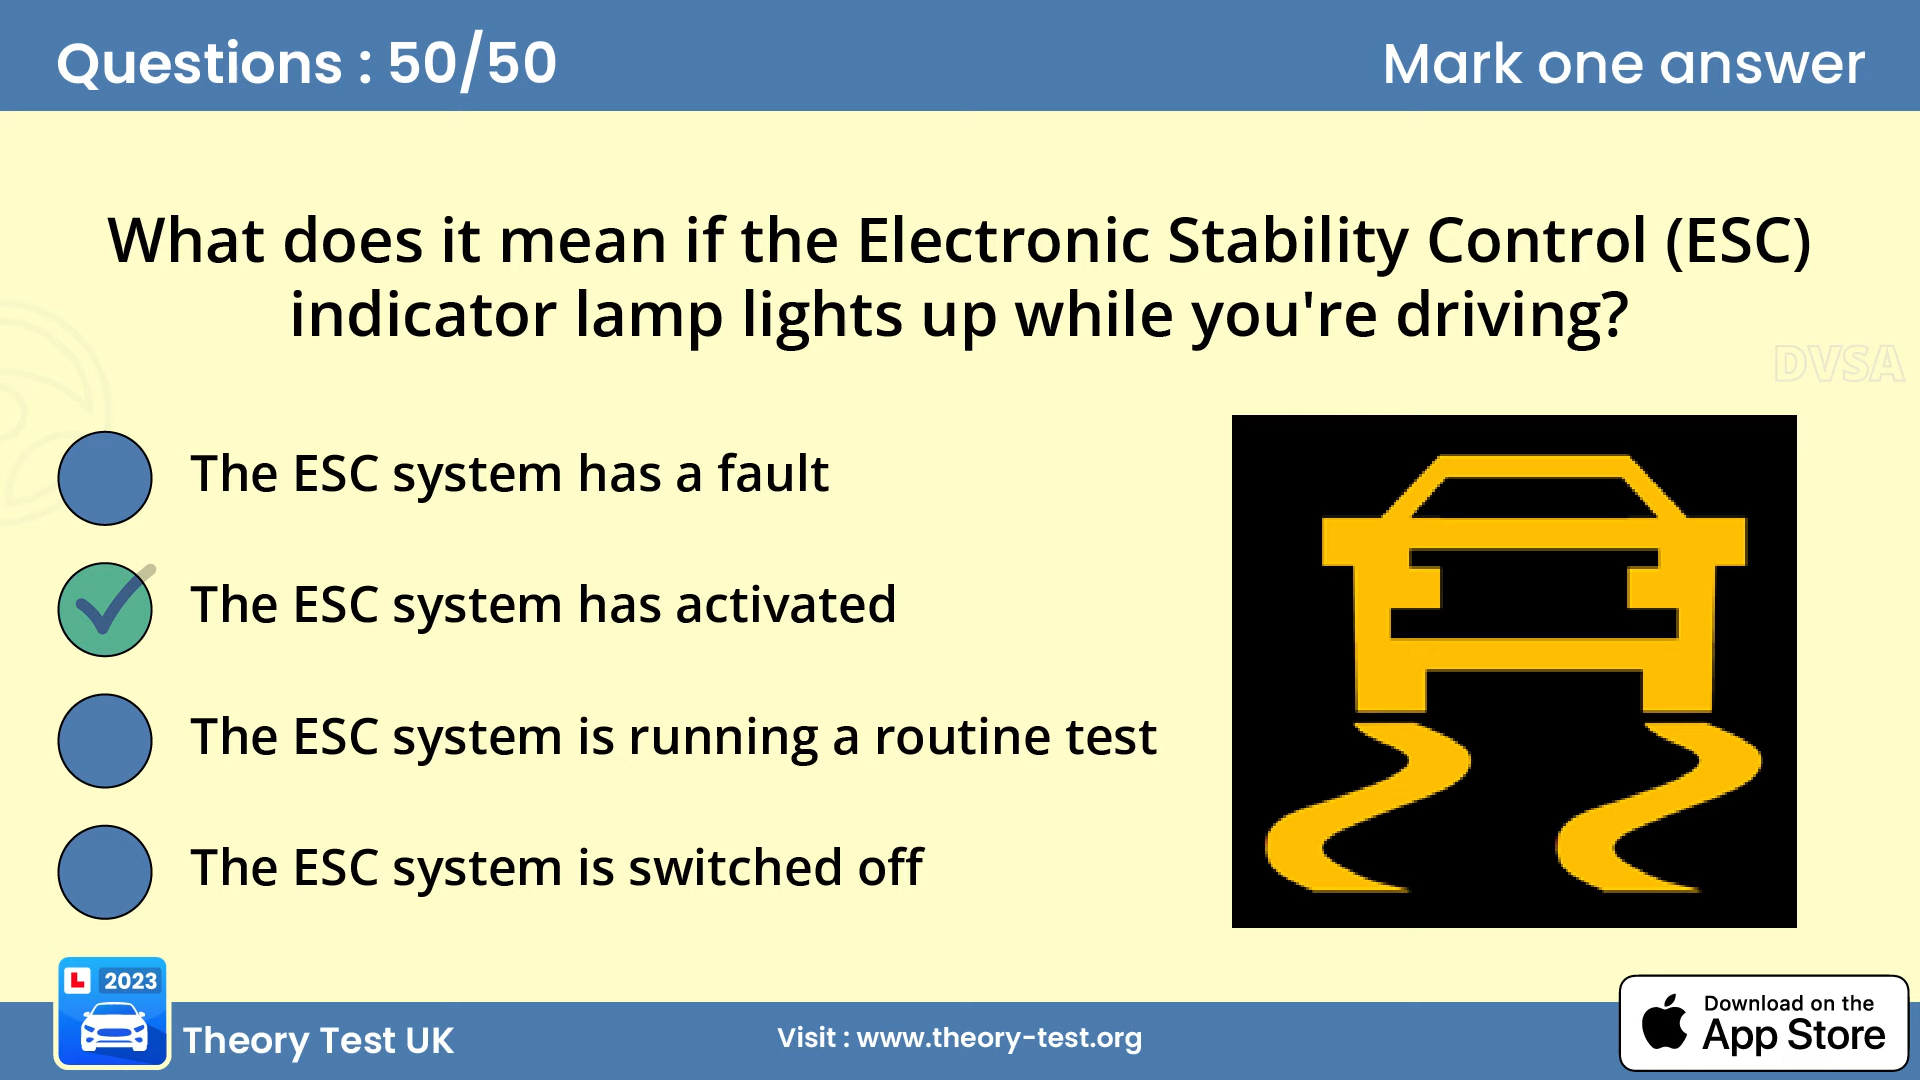 Questions : 50/50
Mark one answer
What does it mean if the Electronic Stability Control (ESC)
indicator lamp lights up while you're driving?
DVSA
The ESC system has a fault
The ESC system has activated
The ESC system is running a routine test
The ESC system is switched off
L 2023
Theory Test UK
Visit : www.theory-test.org
Download on the
App Store